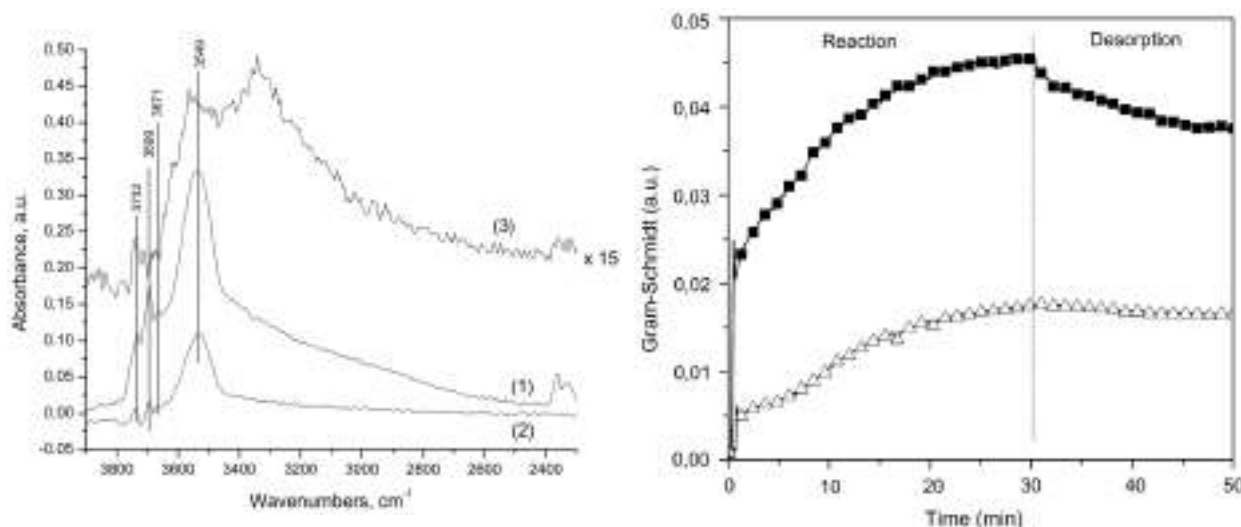 0.50
0.45
0.40
0.35
0.30
0.25
0.20
0.15
0.10
0.05
0.00
-0.05
Absorbance, a.u.
3671
3549
(3)
x 15
(1)
(2)
3800 3600 3400 3200 3000 2800 2600 2400
Wavenumbers, cm-1
0,05
0,04
0,03
0,02
0,01
0,00
Gram-Schmidt (a.u.)
Reaction
Desorption
0 10 20 30 40 50
Time (min)